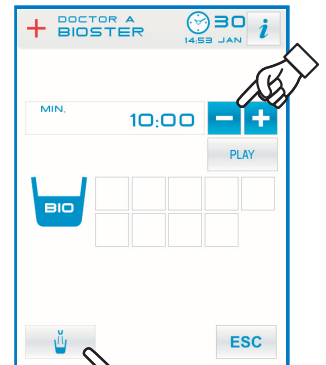 DOCTOR A
BIOSTER
30
14:53 JAN
i
MIN.
10:00
- +
PLAY
BIO
ESC